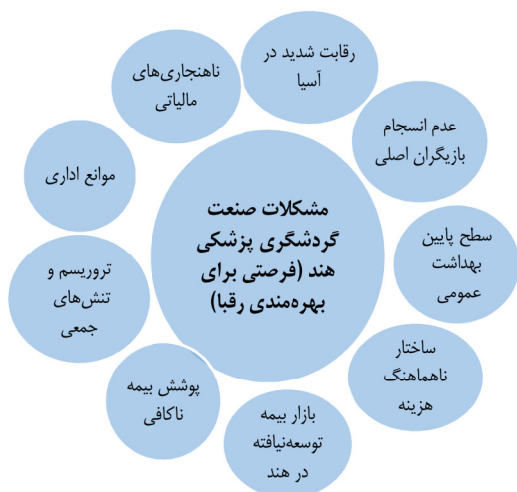 مشکلات صنعت
گردشگری پزشکی
هند (فرصتی برای
بهره‌مندی رقبا)
رقابت شدید در
آسیا
عدم انسجام
بازیگران اصلی
سطح پایین
بهداشت
عمومی
ساختار
ناهماهنگ
هزینه
بازار بیمه
توسعه‌نیافته
در هند
پوشش بیمه
ناکافی
تروریسم و
تنش‌های
جمعی
موانع اداری
ناهنجاری‌های
مالیاتی